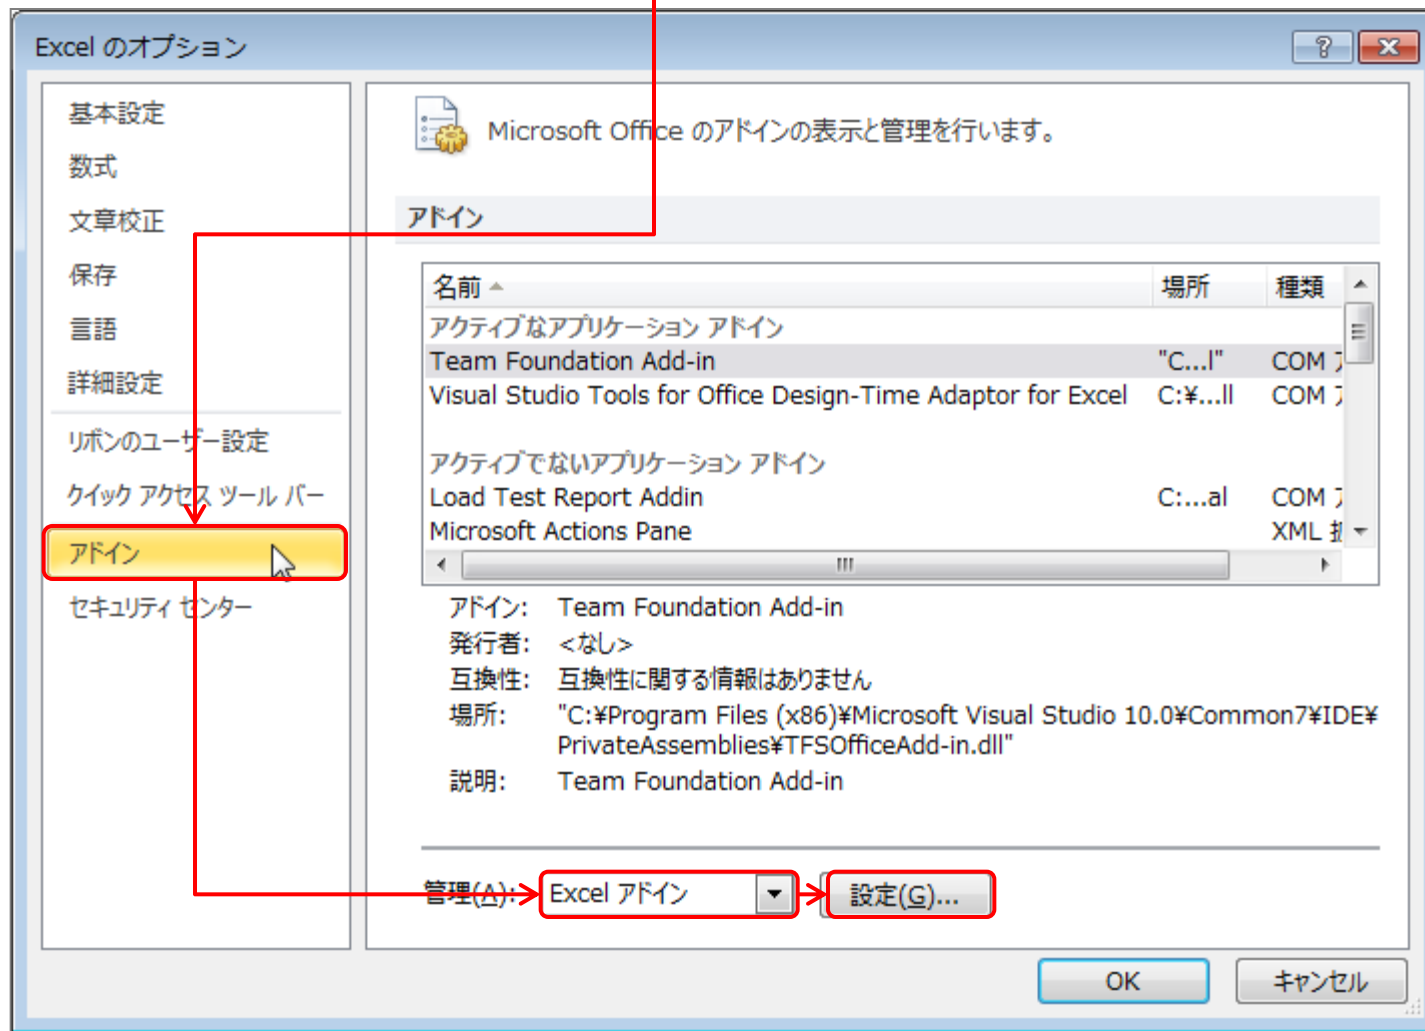 Excel のオプション
基本設定
数式
文章校正
保存
言語
詳細設定
リボンのユーザー設定
クイック アクセス ツール バー
アドイン
セキュリティ センター
Microsoft Office のアドインの表示と管理を行います。
アドイン
名前 場所 種類
アクティブなアプリケーション アドイン
Team Foundation Add-in "C...l" COM ア
Visual Studio Tools for Office Design-Time Adaptor for Excel C:¥...ll COM ア
アクティブでないアプリケーション アドイン
Load Test Report Addin C:...al COM ア
Microsoft Actions Pane XML 拡
アドイン: Team Foundation Add-in
発行者: <なし>
互換性: 互換性に関する情報はありません
場所: "C:¥Program Files (x86)¥Microsoft Visual Studio 10.0¥Common7¥IDE¥
PrivateAssemblies¥TFSOfficeAdd-in.dll"
説明: Team Foundation Add-in
管理(A): Excel アドイン 設定(G)...
OK キャンセル